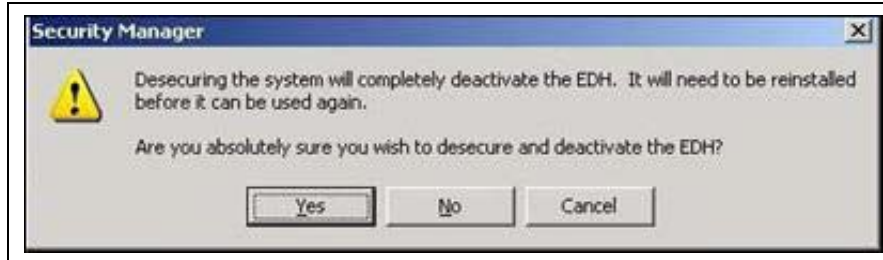 Security Manager
Desecuring the system will completely deactivate the EDH. It will need to be reinstalled
before it can be used again.
Are you absolutely sure you wish to desecure and deactivate the EDH?
Yes No Cancel